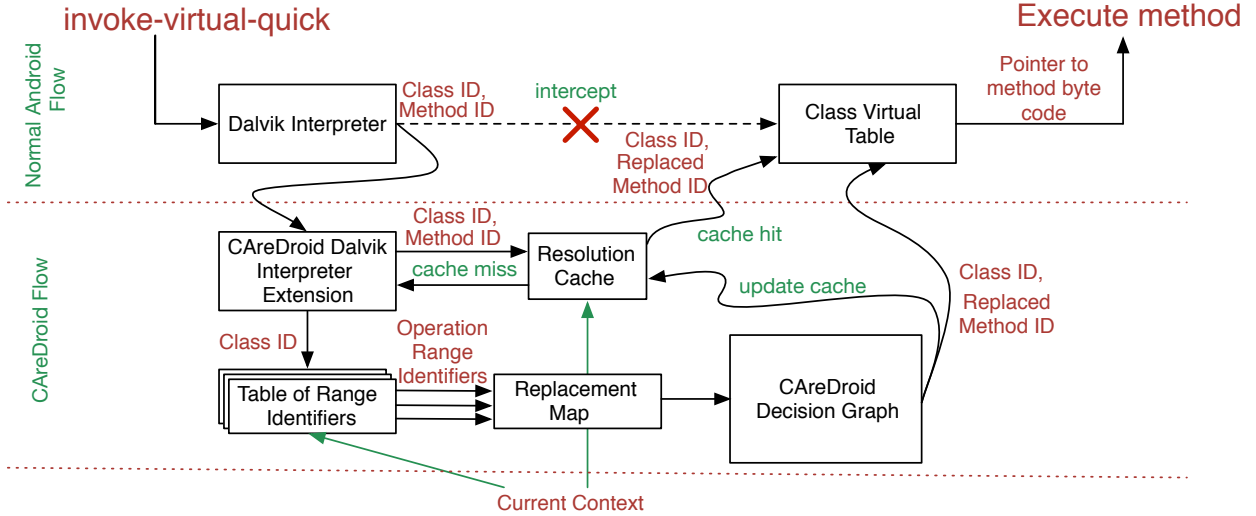 invoke-virtual-quick
Execute method
Normal Android
Flow
Dalvik Interpreter
Class ID,
Method ID
intercept
Class ID,
Replaced
Method ID
Class Virtual
Table
Pointer to
method byte
code
CAreDroid Flow
CAreDroid Dalvik
Interpreter
Extension
Class ID,
Method ID
cache miss
Resolution
Cache
cache hit
update cache
Class ID,
Replaced
Method ID
Class ID
Operation
Range
Identifiers
Table of Range
Identifiers
Replacement
Map
CAreDroid
Decision Graph
Current Context